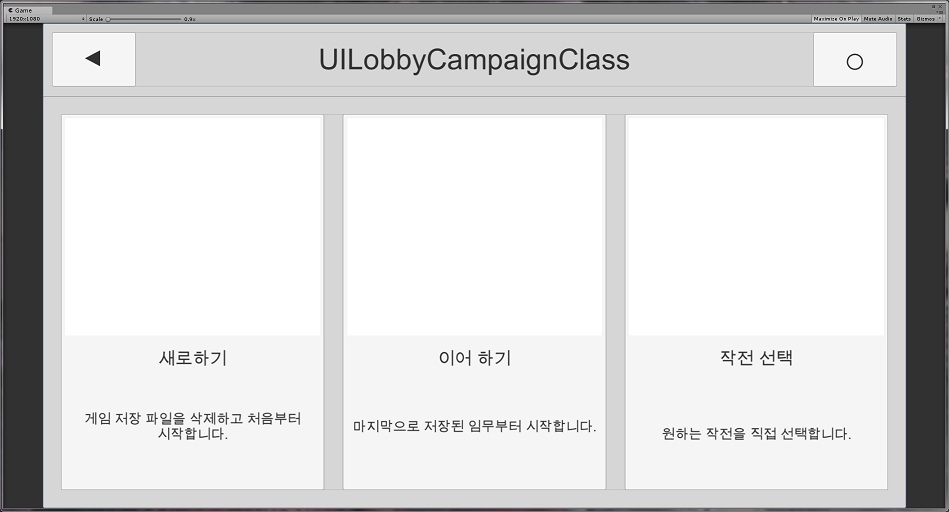 Game
1920x1080 Scale 0.8x Maximize On Play Mute Audio Stats Gizmos
UILobbyCampaignClass
새로하기
게임 저장 파일을 삭제하고 처음부터
시작합니다.
이어 하기
마지막으로 저장된 임무부터 시작합니다.
작전 선택
원하는 작전을 직접 선택합니다.